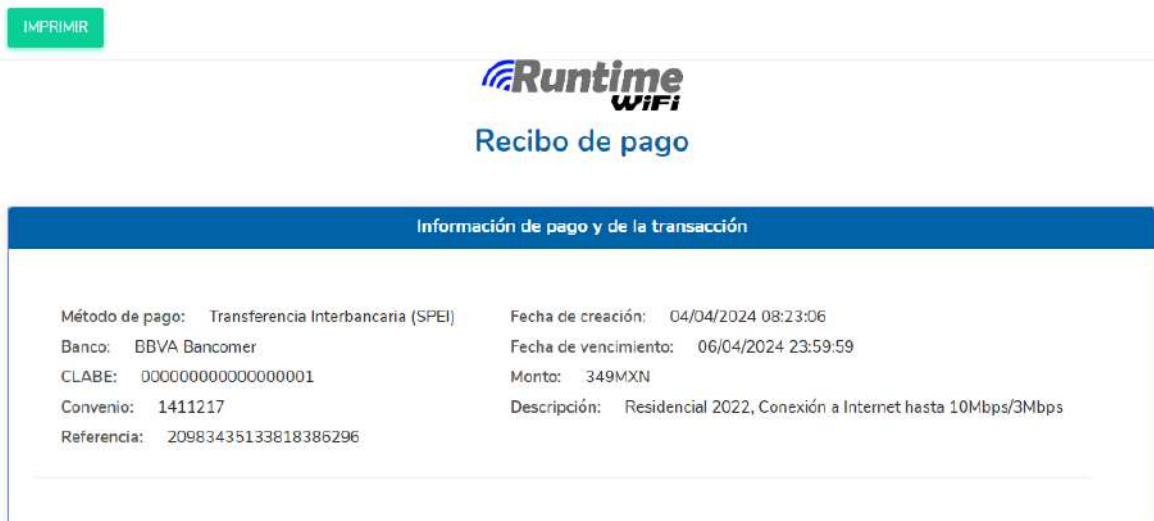 IMPRIMIR
Runtime
WiFi
Recibo de pago
Información de pago y de la transacción
Método de pago: Transferencia Interbancaria (SPEI)
Banco: BBVA Bancomer
CLABE: 000000000000000001
Convenio: 1411217
Referencia: 20983435133818386296
Fecha de creación: 04/04/2024 08:23:06
Fecha de vencimiento: 06/04/2024 23:59:59
Monto: 349MXN
Descripción: Residencial 2022, Conexión a Internet hasta 10Mbps/3Mbps